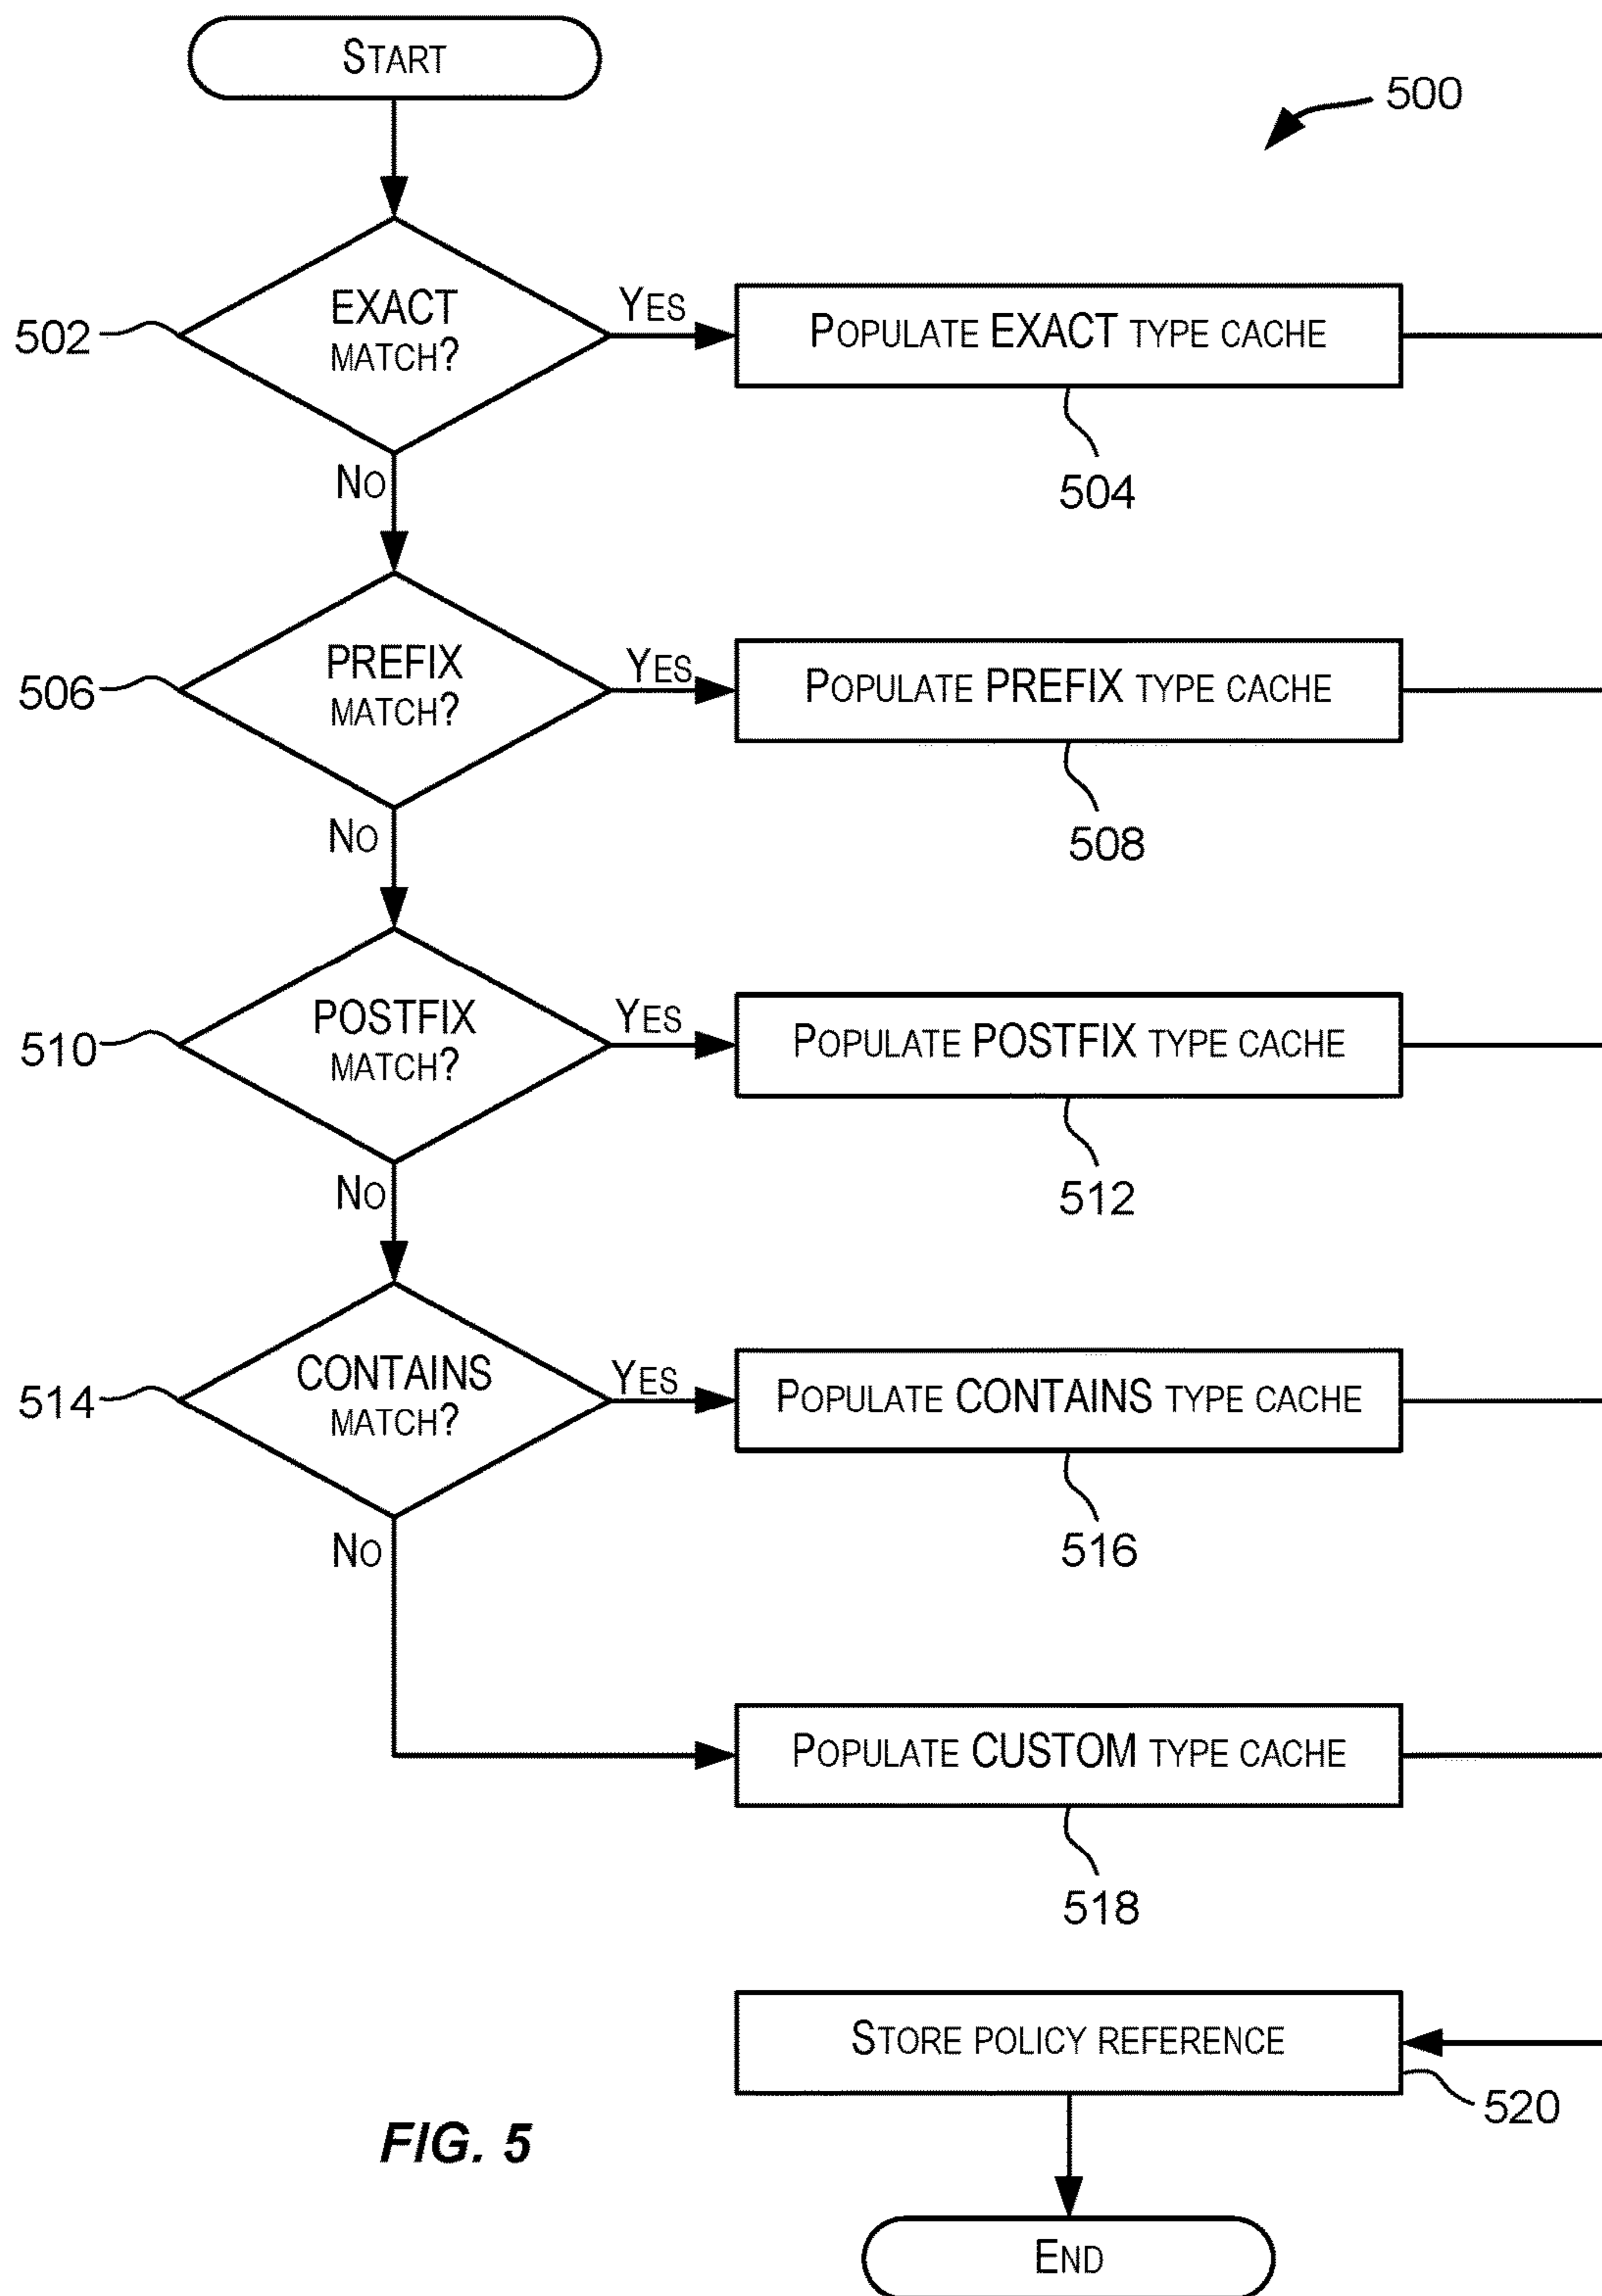 START
500
EXACT
MATCH?
502
YES
POPULATE EXACT TYPE CACHE
504
NO
PREFIX
MATCH?
506
YES
POPULATE PREFIX TYPE CACHE
508
NO
POSTFIX
MATCH?
510
YES
POPULATE POSTFIX TYPE CACHE
512
NO
CONTAINS
MATCH?
514
YES
POPULATE CONTAINS TYPE CACHE
516
NO
POPULATE CUSTOM TYPE CACHE
518
STORE POLICY REFERENCE
520
FIG. 5
END